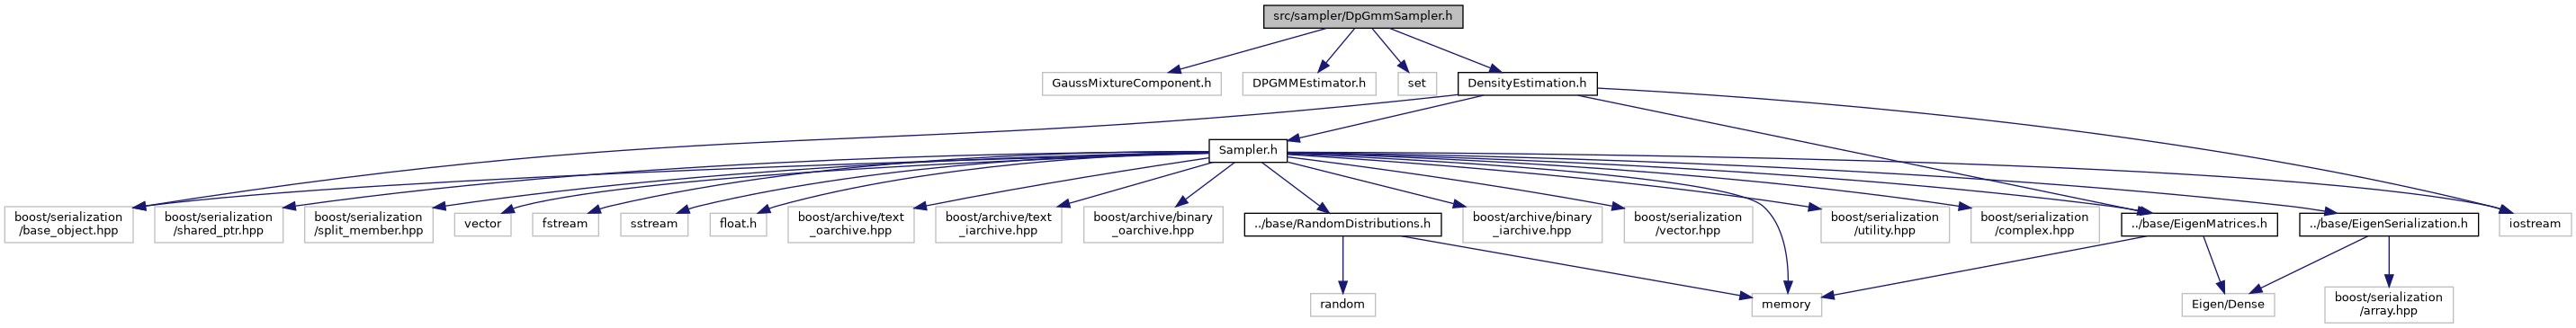 src/sampler/DpGmmSampler.h
GaussMixtureComponent.h
DPGMMEstimator.h
set
DensityEstimation.h
Sampler.h
boost/serialization
/base_object.hpp
boost/serialization
/shared_ptr.hpp
boost/serialization
/split_member.hpp
vector
fstream
sstream
float.h
boost/archive/text
_oarchive.hpp
boost/archive/text
_iarchive.hpp
boost/archive/binary
_oarchive.hpp
../base/RandomDistributions.h
boost/archive/binary
_iarchive.hpp
boost/serialization
/vector.hpp
boost/serialization
/utility.hpp
boost/serialization
/complex.hpp
../base/EigenMatrices.h
../base/EigenSerialization.h
iostream
random
memory
Eigen/Dense
boost/serialization
/array.hpp